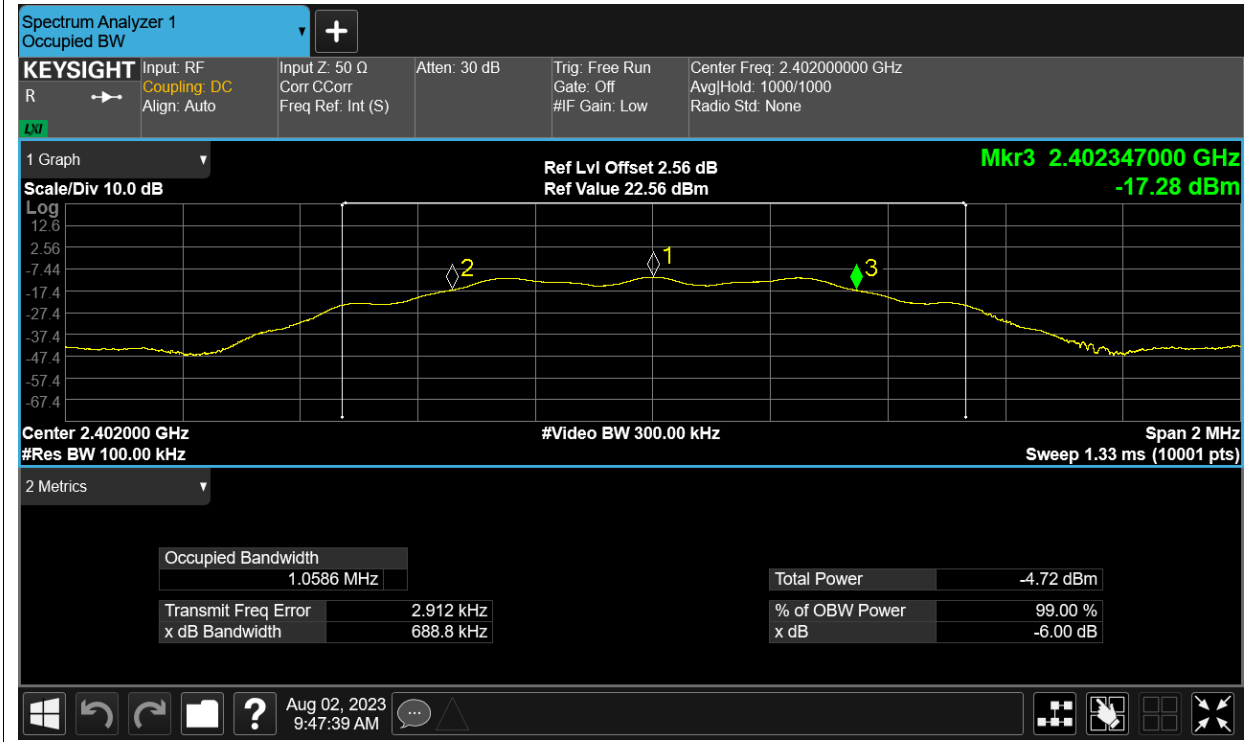 Spectrum Analyzer 1
Occupied BW
KEYSIGHT Input: RF Input Z: 50 Ω Atten: 30 dB Trig: Free Run Center Freq: 2.402000000 GHz
R Coupling: DC Corr CCorr Gate: Off Avg|Hold: 1000/1000
Align: Auto Freq Ref: Int (S) #IF Gain: Low Radio Std: None
LXI
1 Graph Ref Lvl Offset 2.56 dB Mkr3 2.402347000 GHz
Scale/Div 10.0 dB Ref Value 22.56 dBm -17.28 dBm
Log
12.6
2.56
-7.44
-17.4
-27.4
-37.4
-47.4
-57.4
-67.4
2 1 3
Center 2.402000 GHz #Video BW 300.00 kHz Span 2 MHz
#Res BW 100.00 kHz Sweep 1.33 ms (10001 pts)
2 Metrics
Occupied Bandwidth
1.0586 MHz Total Power -4.72 dBm
Transmit Freq Error 2.912 kHz % of OBW Power 99.00 %
x dB Bandwidth 688.8 kHz x dB -6.00 dB
? Aug 02, 2023
9:47:39 AM